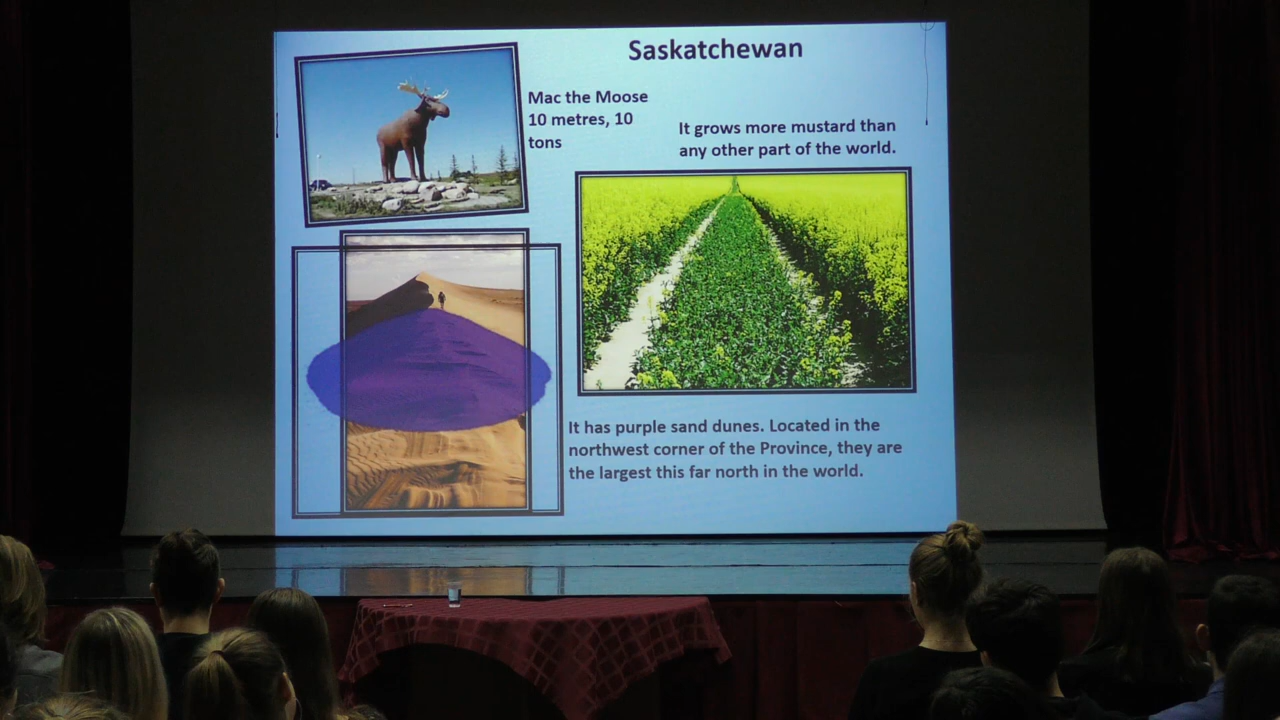 Saskatchewan
Mac the Moose
10 metres, 10
tons
It grows more mustard than
any other part of the world.
It has purple sand dunes. Located in the
northwest corner of the Province, they are
the largest this far north in the world.